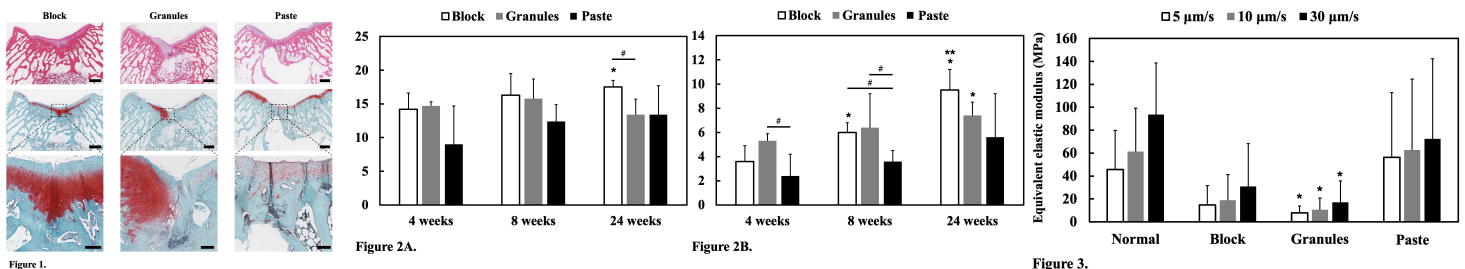 Block Granules Paste
Figure 1.
Block Granules Paste
25
20
15
10
5
0
#
*
4 weeks 8 weeks 24 weeks
Figure 2A.
Block Granules Paste
14
12
10
8
6
4
2
0
#
#
#
*
**
*
*
4 weeks 8 weeks 24 weeks
Figure 2B.
5 μm/s 10 μm/s 30 μm/s
Equivalent elastic modulus (MPa)
160
140
120
100
80
60
40
20
0
* * *
Normal Block Granules Paste
Figure 3.